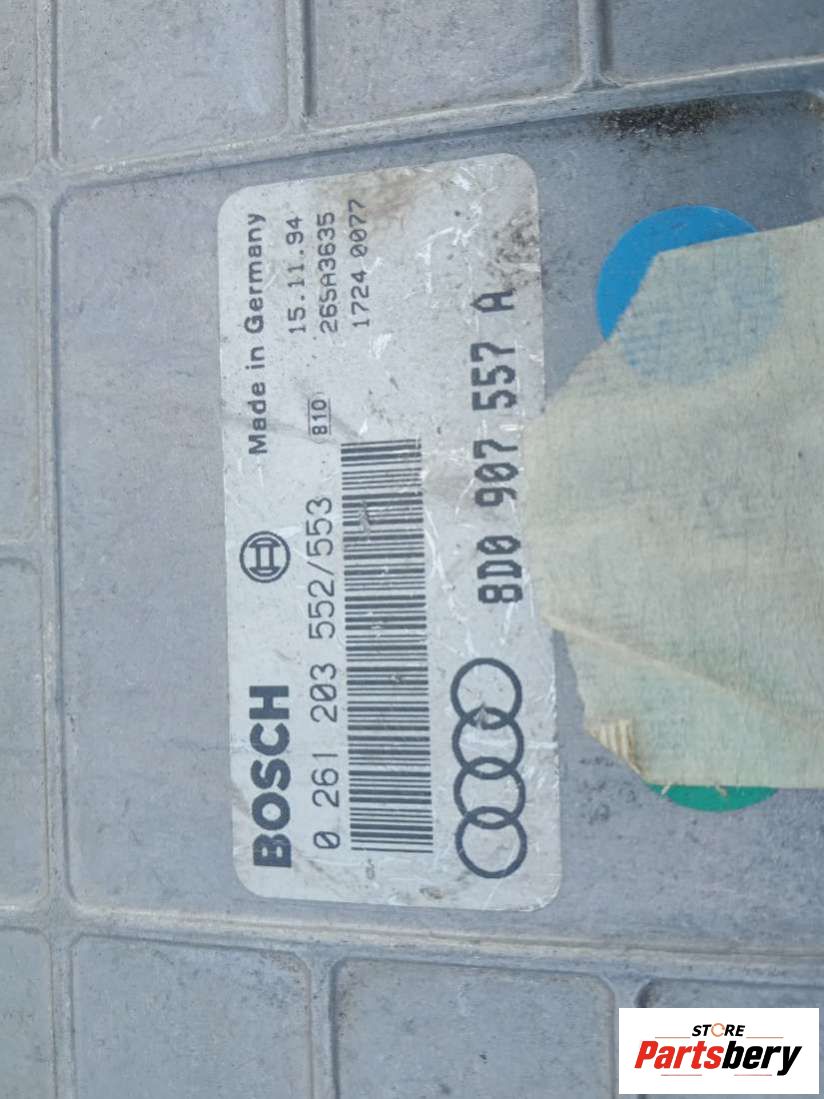 BOSCH Made in Germany
0 261 203 552/553 15.11.94
810 26SA3635
1724 0077
8D0 907 557 A
STORE
Partsbery